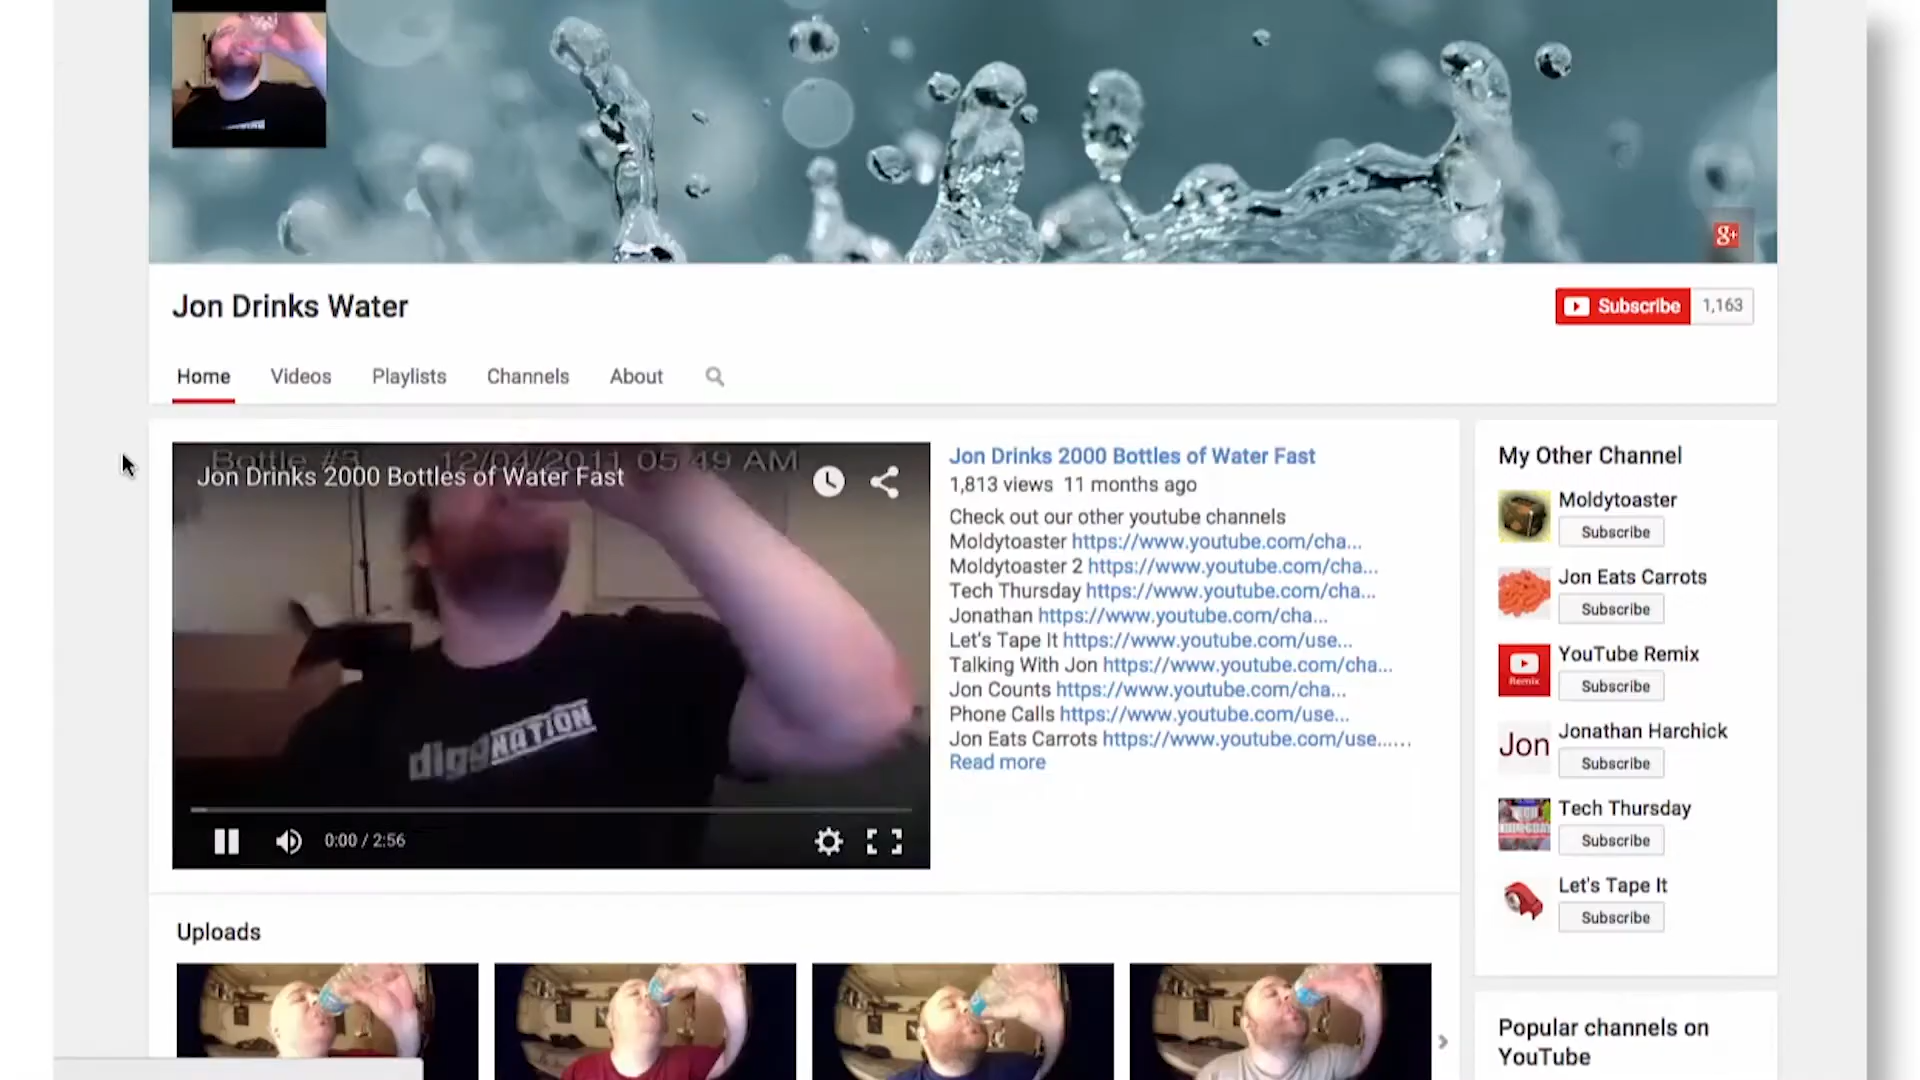 g+
Jon Drinks Water
Subscribe 1,163
Home Videos Playlists Channels About
Bottle #3 12/04/2011 05:49 AM
Jon Drinks 2000 Bottles of Water Fast
diggnation
0:00 / 2:56
Jon Drinks 2000 Bottles of Water Fast
1,813 views 11 months ago
Check out our other youtube channels
Moldytoaster https://www.youtube.com/cha...
Moldytoaster 2 https://www.youtube.com/cha...
Tech Thursday https://www.youtube.com/cha...
Jonathan https://www.youtube.com/cha...
Let's Tape It https://www.youtube.com/use...
Talking With Jon https://www.youtube.com/cha...
Jon Counts https://www.youtube.com/cha...
Phone Calls https://www.youtube.com/use...
Jon Eats Carrots https://www.youtube.com/use......
Read more
My Other Channel
Moldytoaster
Subscribe
Jon Eats Carrots
Subscribe
YouTube Remix
Remix
Subscribe
Jonathan Harchick
Jon
Subscribe
Tech Thursday
Subscribe
Let's Tape It
Subscribe
Uploads
Popular channels on
YouTube